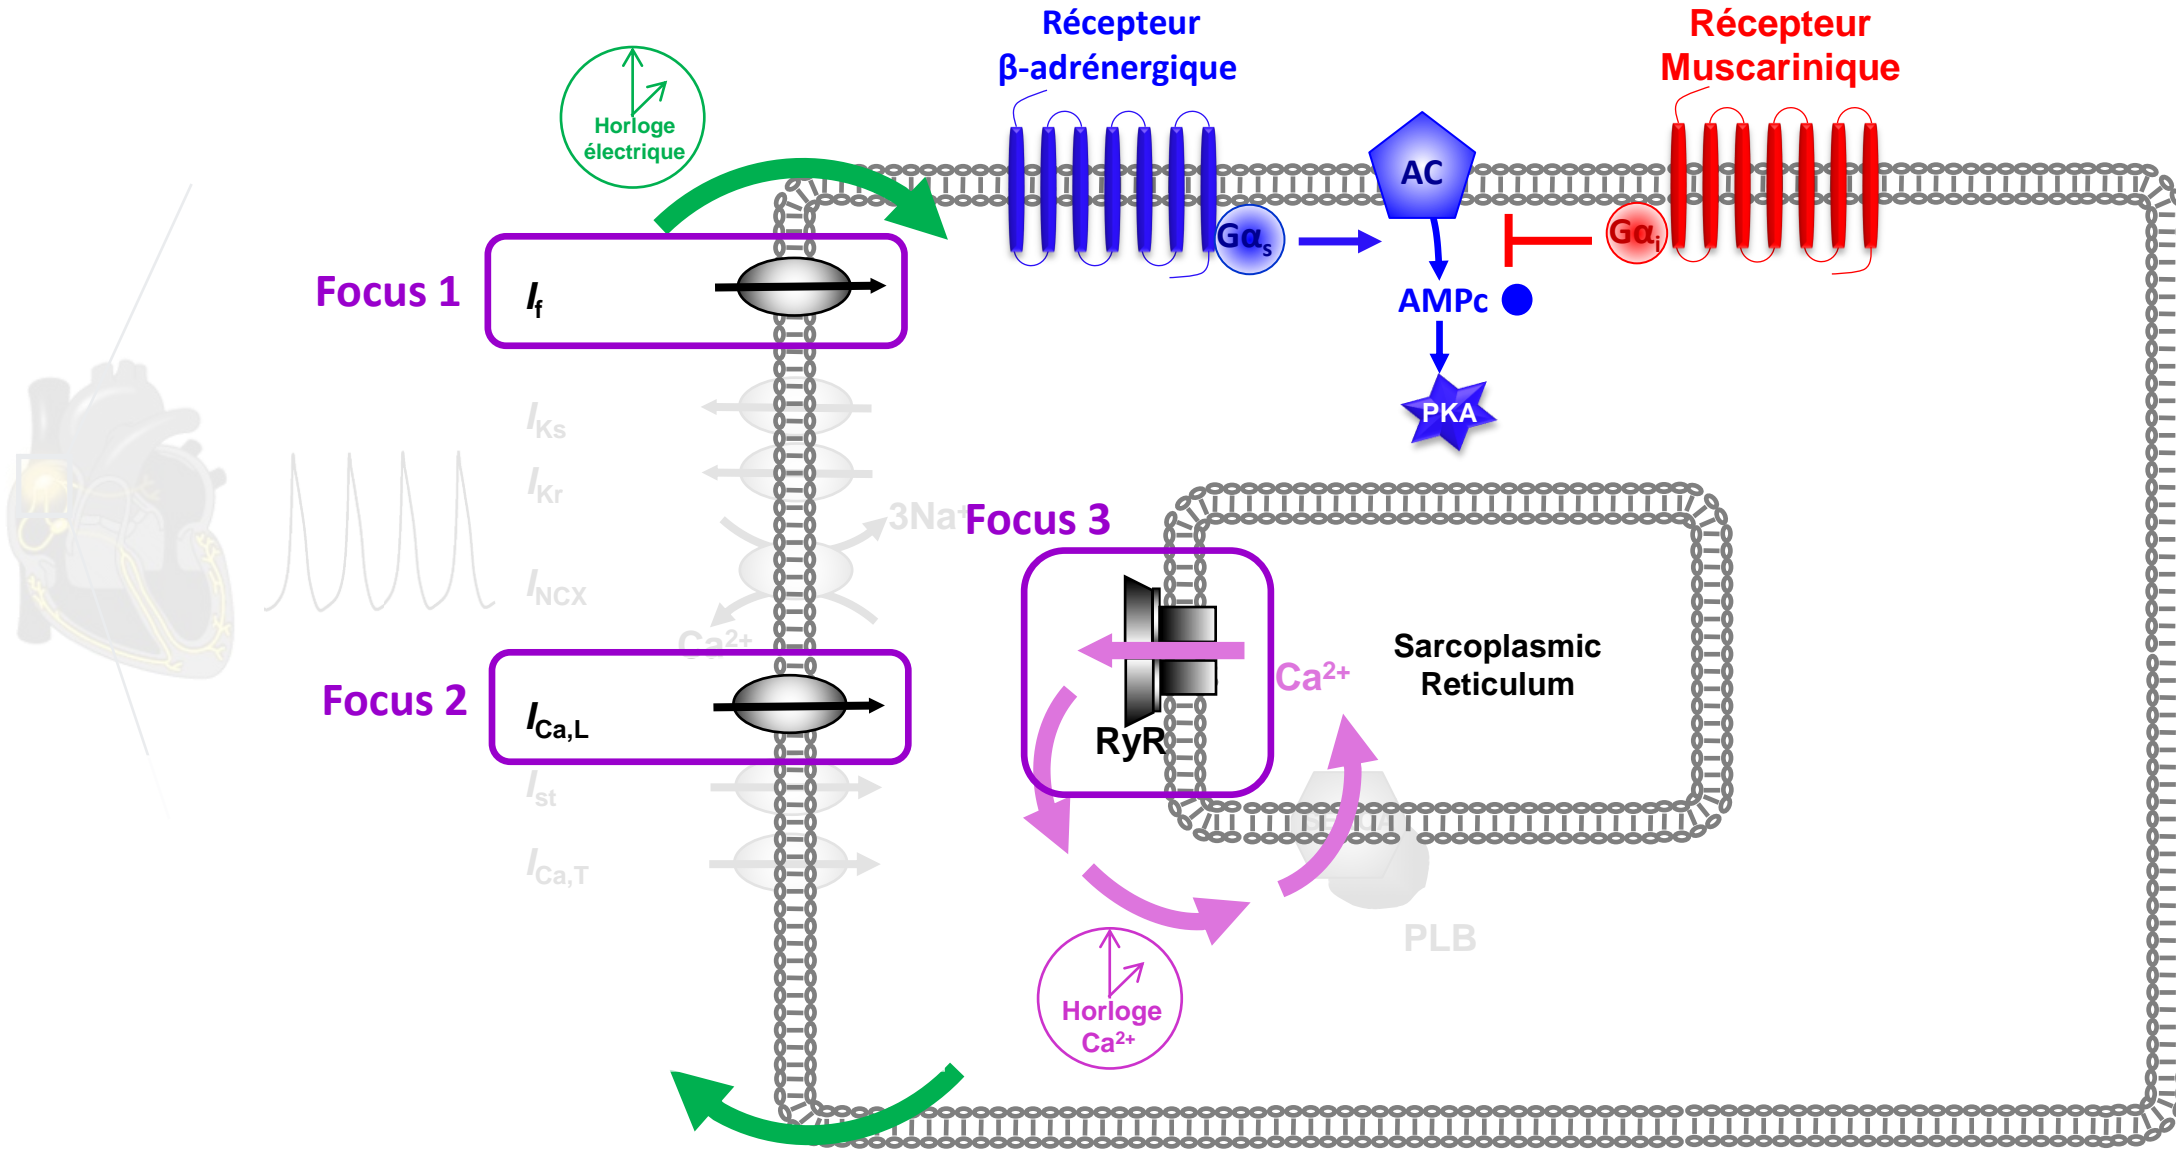 Récepteur
β-adrénergique
Récepteur
Muscarinique
Horloge
électrique
AC
Gαs
Gαi
Focus 1
If
AMPc
PKA
IKs
IKr
3Na+
Focus 3
INCX
Ca2+
Sarcoplasmic
Reticulum
Ca2+
Focus 2
ICa,L
RyR
Ist
ICa,T
PLB
Horloge
Ca2+